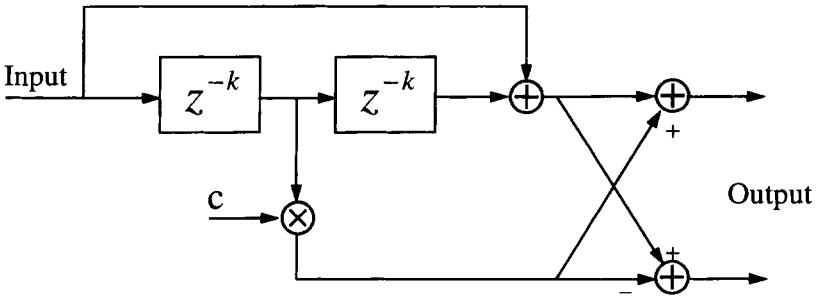 Input
z^{-k}
z^{-k}
+
c
Output
+
−